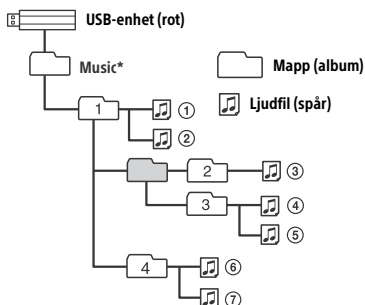 USB-enhet (rot)
Music*
Mapp (album)
Ljudfil (spår)
1
①
②
2
③
3
④
⑤
4
⑥
⑦